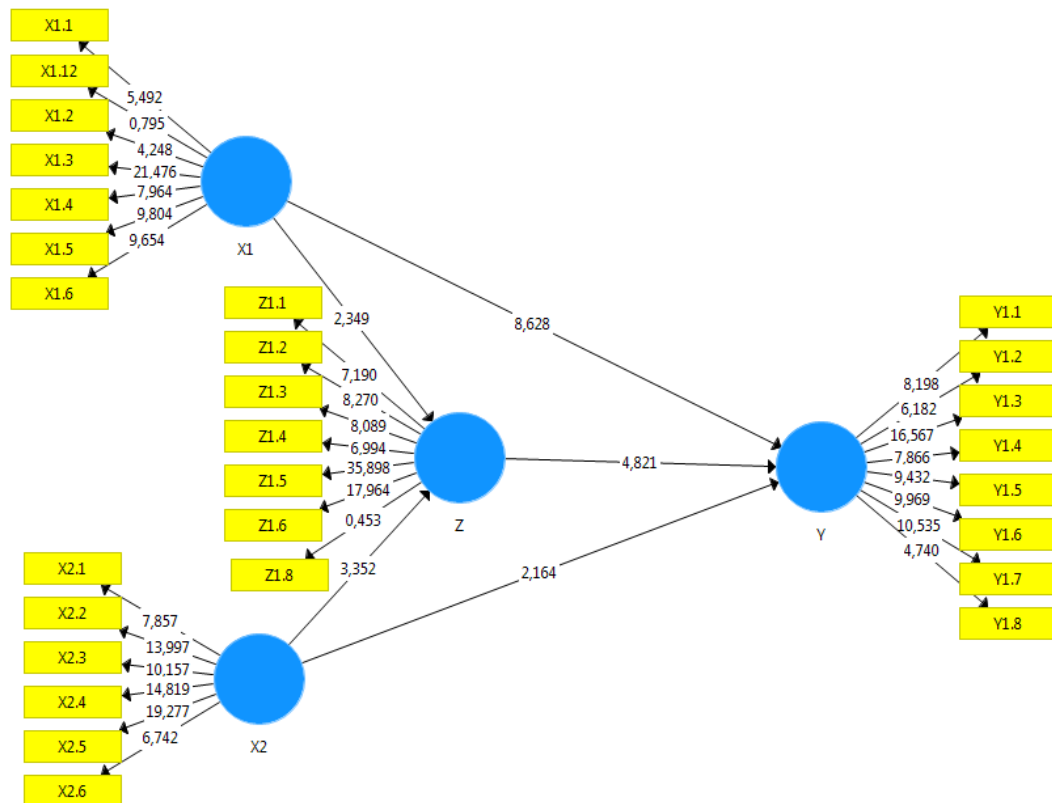 X1.1
X1.12
X1.2
X1.3
X1.4
X1.5
X1.6
5,492
0,795
4,248
21,476
7,964
9,804
9,654
X1
2,349
8,628
Z1.1
Z1.2
Z1.3
Z1.4
Z1.5
Z1.6
Z1.8
7,190
8,270
8,089
6,994
35,898
17,964
0,453
Z
4,821
3,352
2,164
Y
8,198
6,182
16,567
7,866
9,432
9,969
10,535
4,740
Y1.1
Y1.2
Y1.3
Y1.4
Y1.5
Y1.6
Y1.7
Y1.8
X2.1
X2.2
X2.3
X2.4
X2.5
X2.6
7,857
13,997
10,157
14,819
19,277
6,742
X2